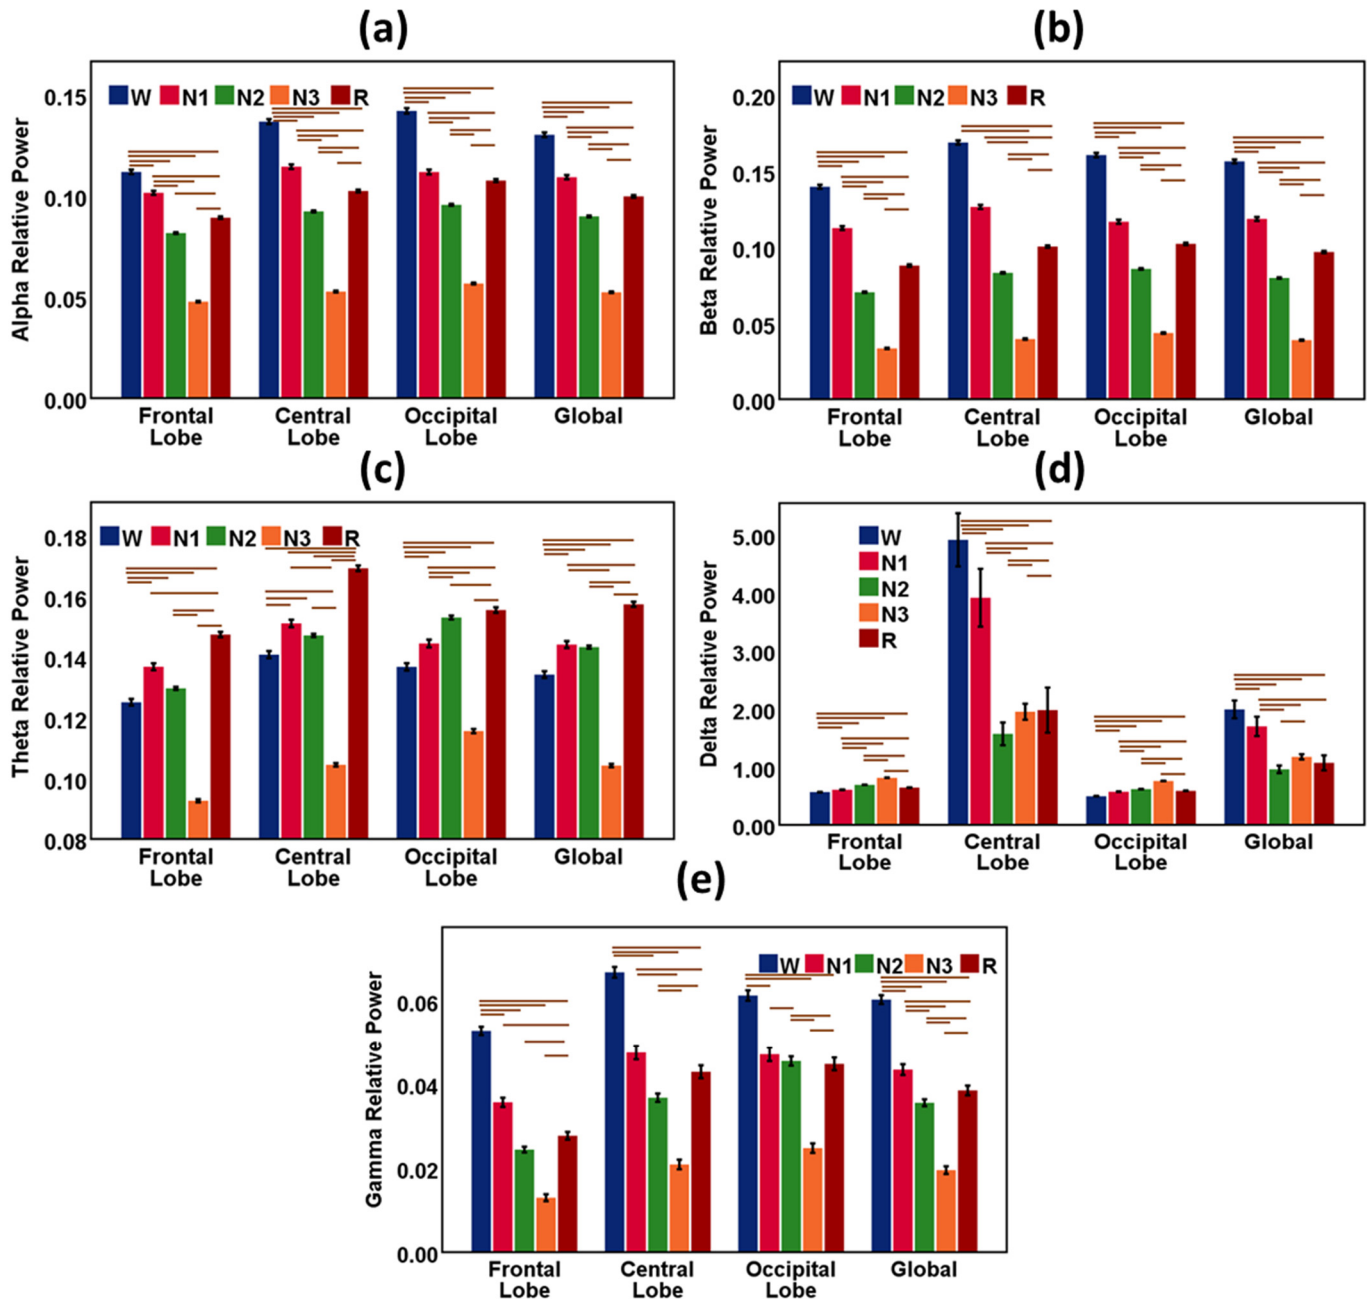 (a)
W N1 N2 N3 R
Alpha Relative Power
0.15
0.10
0.05
0.00
Frontal Lobe
Central Lobe
Occipital Lobe
Global
(b)
W N1 N2 N3 R
Beta Relative Power
0.20
0.15
0.10
0.05
0.00
Frontal Lobe
Central Lobe
Occipital Lobe
Global
(c)
W N1 N2 N3 R
Theta Relative Power
0.18
0.16
0.14
0.12
0.10
0.08
Frontal Lobe
Central Lobe
Occipital Lobe
Global
(d)
W
N1
N2
N3
R
Delta Relative Power
5.00
4.00
3.00
2.00
1.00
0.00
Frontal Lobe
Central Lobe
Occipital Lobe
Global
(e)
W N1 N2 N3 R
Gamma Relative Power
0.06
0.04
0.02
0.00
Frontal Lobe
Central Lobe
Occipital Lobe
Global